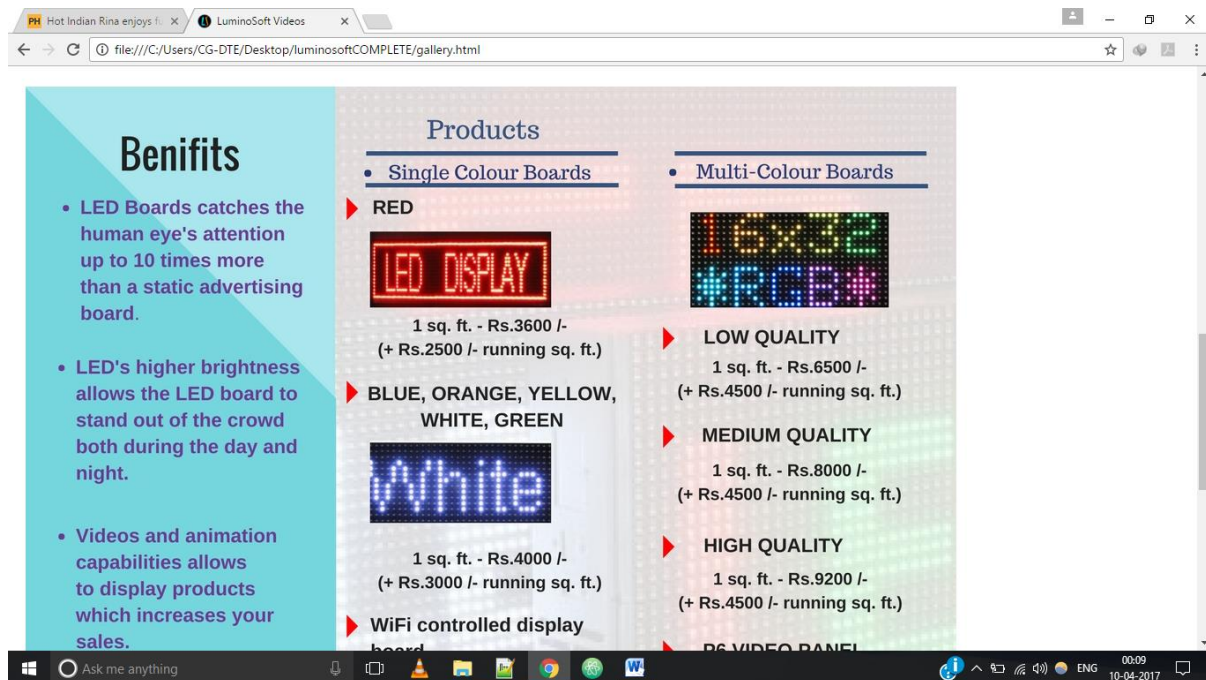 PH Hot Indian Rina enjoys fu
LuminoSoft Videos
file:///C:/Users/CG-DTE/Desktop/luminosoftCOMPLETE/gallery.html
Benifits
• LED Boards catches the
human eye's attention
up to 10 times more
than a static advertising
board.
• LED's higher brightness
allows the LED board to
stand out of the crowd
both during the day and
night.
• Videos and animation
capabilities allows
to display products
which increases your
sales.
Products
• Single Colour Boards
RED
LED DISPLAY
1 sq. ft. - Rs.3600 /-
(+ Rs.2500 /- running sq. ft.)
BLUE, ORANGE, YELLOW,
WHITE, GREEN
White
1 sq. ft. - Rs.4000 /-
(+ Rs.3000 /- running sq. ft.)
WiFi controlled display
board
• Multi-Colour Boards
16x32
*RGB*
LOW QUALITY
1 sq. ft. - Rs.6500 /-
(+ Rs.4500 /- running sq. ft.)
MEDIUM QUALITY
1 sq. ft. - Rs.8000 /-
(+ Rs.4500 /- running sq. ft.)
HIGH QUALITY
1 sq. ft. - Rs.9200 /-
(+ Rs.4500 /- running sq. ft.)
P6 VIDEO PANEL
Ask me anything
ENG
00:09
10-04-2017